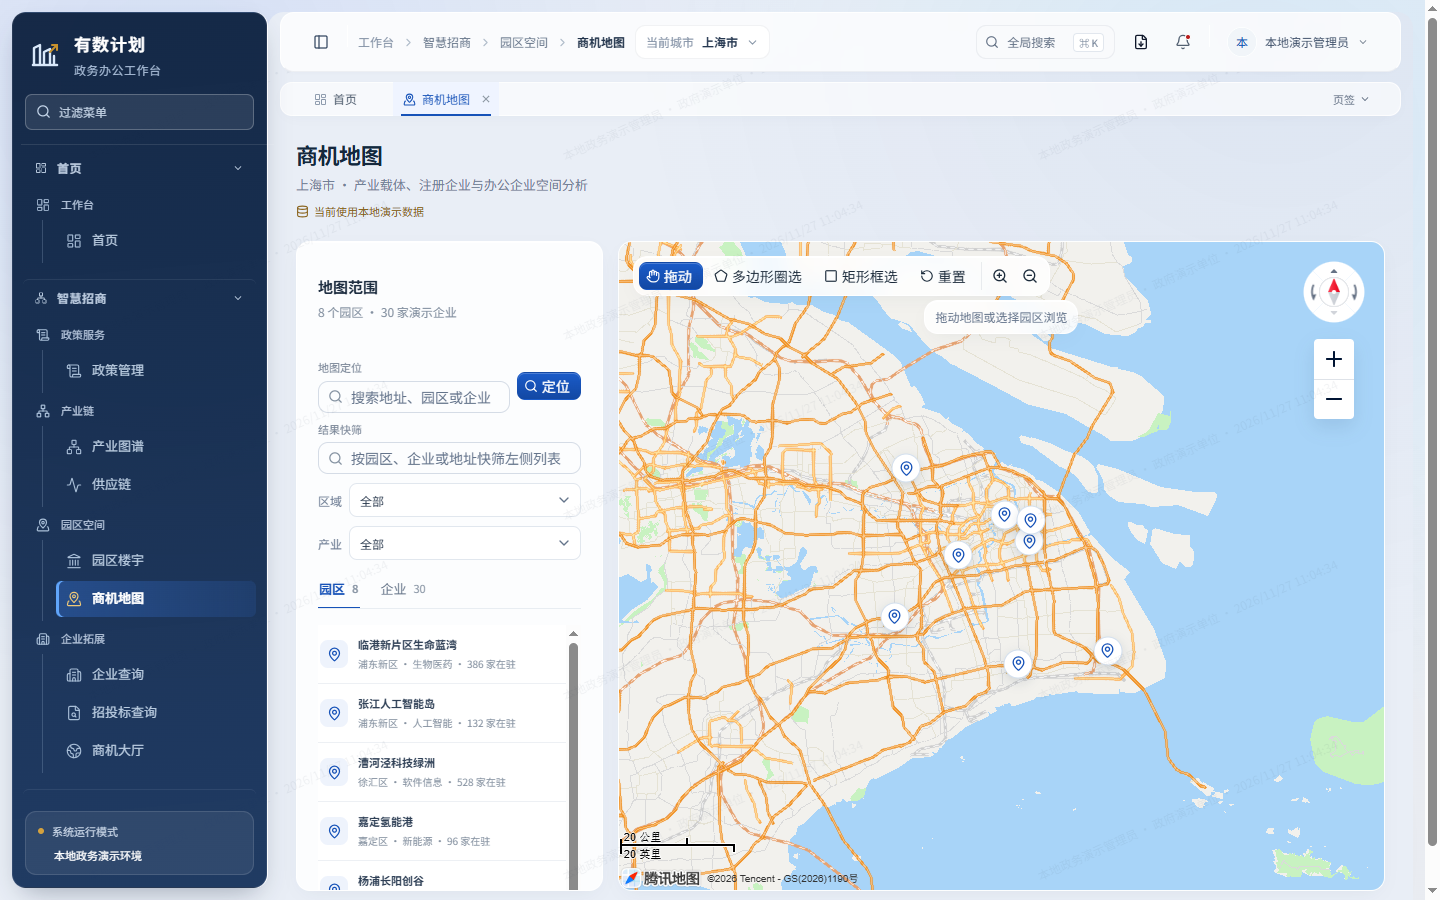 有数计划
政务办公工作台
过滤菜单
首页
工作台
首页
智慧招商
政策服务
政策管理
产业链
产业图谱
供应链
园区空间
园区楼宇
商机地图
企业拓展
企业查询
招投标查询
商机大厅
系统运行模式
本地政务演示环境
工作台 智慧招商 园区空间 商机地图 当前城市 上海市
全局搜索 ⌘K
本 本地演示管理员
首页 商机地图 页签
商机地图
上海市 · 产业载体、注册企业与办公企业空间分析
当前使用本地演示数据
地图范围
8 个园区 · 30 家演示企业
地图定位
搜索地址、园区或企业 定位
结果快筛
按园区、企业或地址快筛左侧列表
区域 全部
产业 全部
园区 8 企业 30
临港新片区生命蓝湾
浦东新区 · 生物医药 · 386 家在驻
张江人工智能岛
浦东新区 · 人工智能 · 132 家在驻
漕河泾科技绿洲
徐汇区 · 软件信息 · 528 家在驻
嘉定氢能港
嘉定区 · 新能源 · 96 家在驻
杨浦长阳创谷
拖动 多边形圈选 矩形框选 重置
拖动地图或选择园区浏览
20 公里
20 英里
腾讯地图 ©2026 Tencent - GS(2026)1190号